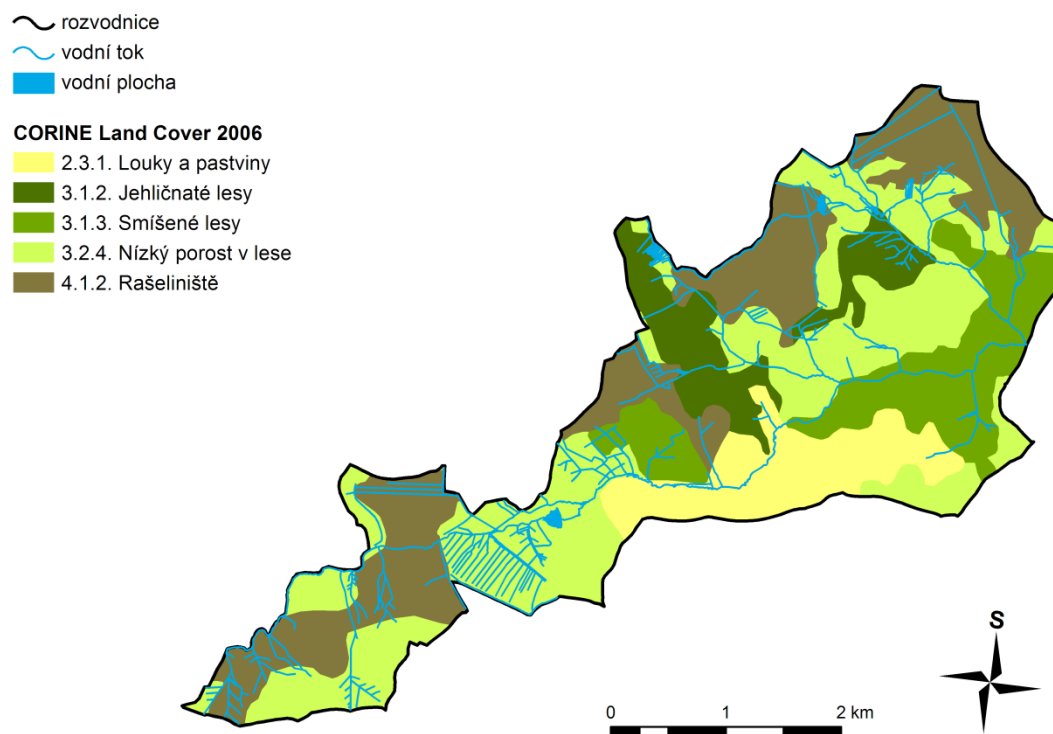 rozvodnice
vodní tok
vodní plocha
CORINE Land Cover 2006
2.3.1. Louky a pastviny
3.1.2. Jehličnaté lesy
3.1.3. Smíšené lesy
3.2.4. Nízký porost v lese
4.1.2. Rašeliniště
S
0 1 2 km